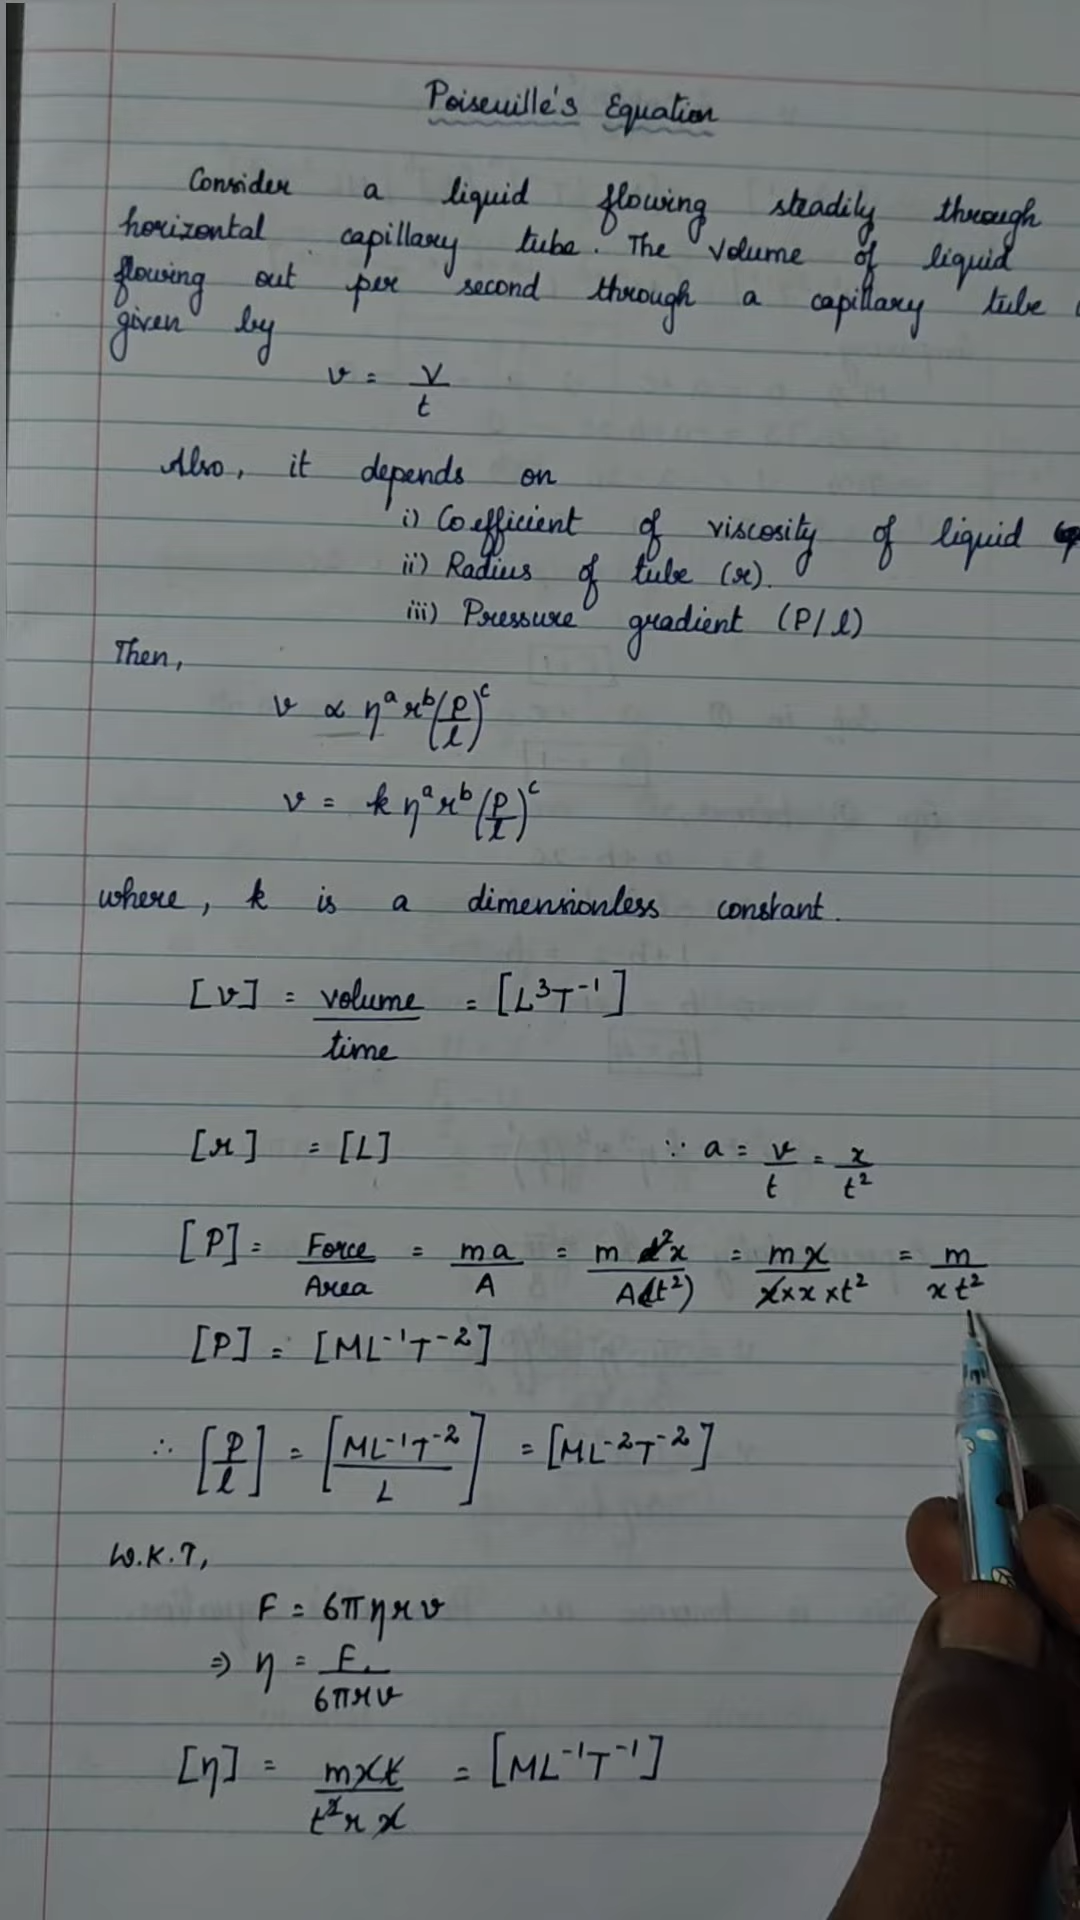 Poiseuille's Equation
Consider a liquid flowing steadily through
horizontal capillary tube. The volume of liquid
flowing out per second through a capillary tube
given by
v = V/t
Also, it depends on
i) Coefficient of viscosity of liquid
ii) Radius of tube (r).
iii) Pressure gradient (P/l)
Then,
v ∝ η^a r^b (P/l)^c
v = k η^a r^b (P/l)^c
where, k is a dimensionless constant.
[v] = volume/time = [L³T⁻¹]
[r] = [L] ∵ a = v/t = x/t²
[P] = Force/Area = ma/A = m d²x/A(dt²) = mx/x×x×t² = m/xt²
[P] = [ML⁻¹T⁻²]
∴ [P/l] = [ML⁻¹T⁻²/L] = [ML⁻²T⁻²]
W.K.T,
F = 6πηrv
⇒ η = F/6πrv
[η] = mxt/t²rx = [ML⁻¹T⁻¹]